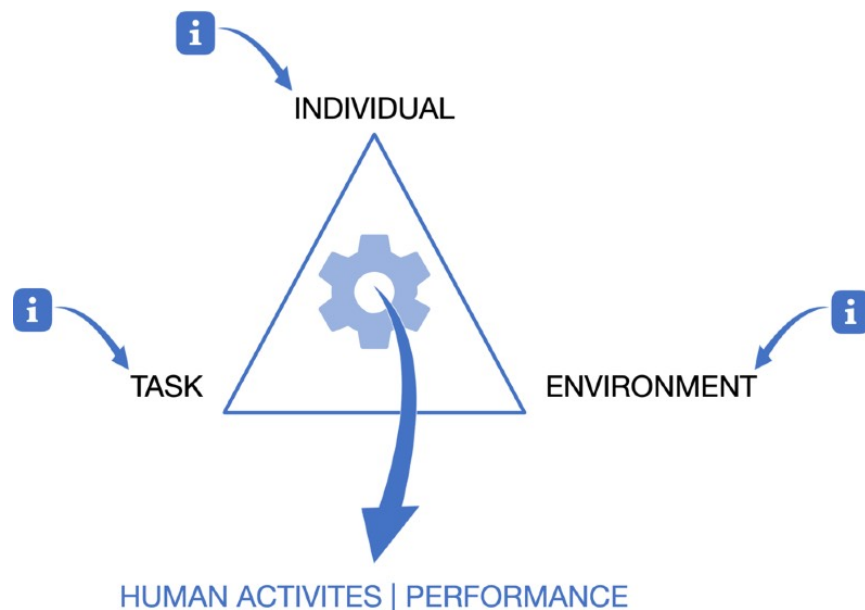 i
INDIVIDUAL
i
i
TASK
ENVIRONMENT
HUMAN ACTIVITES | PERFORMANCE